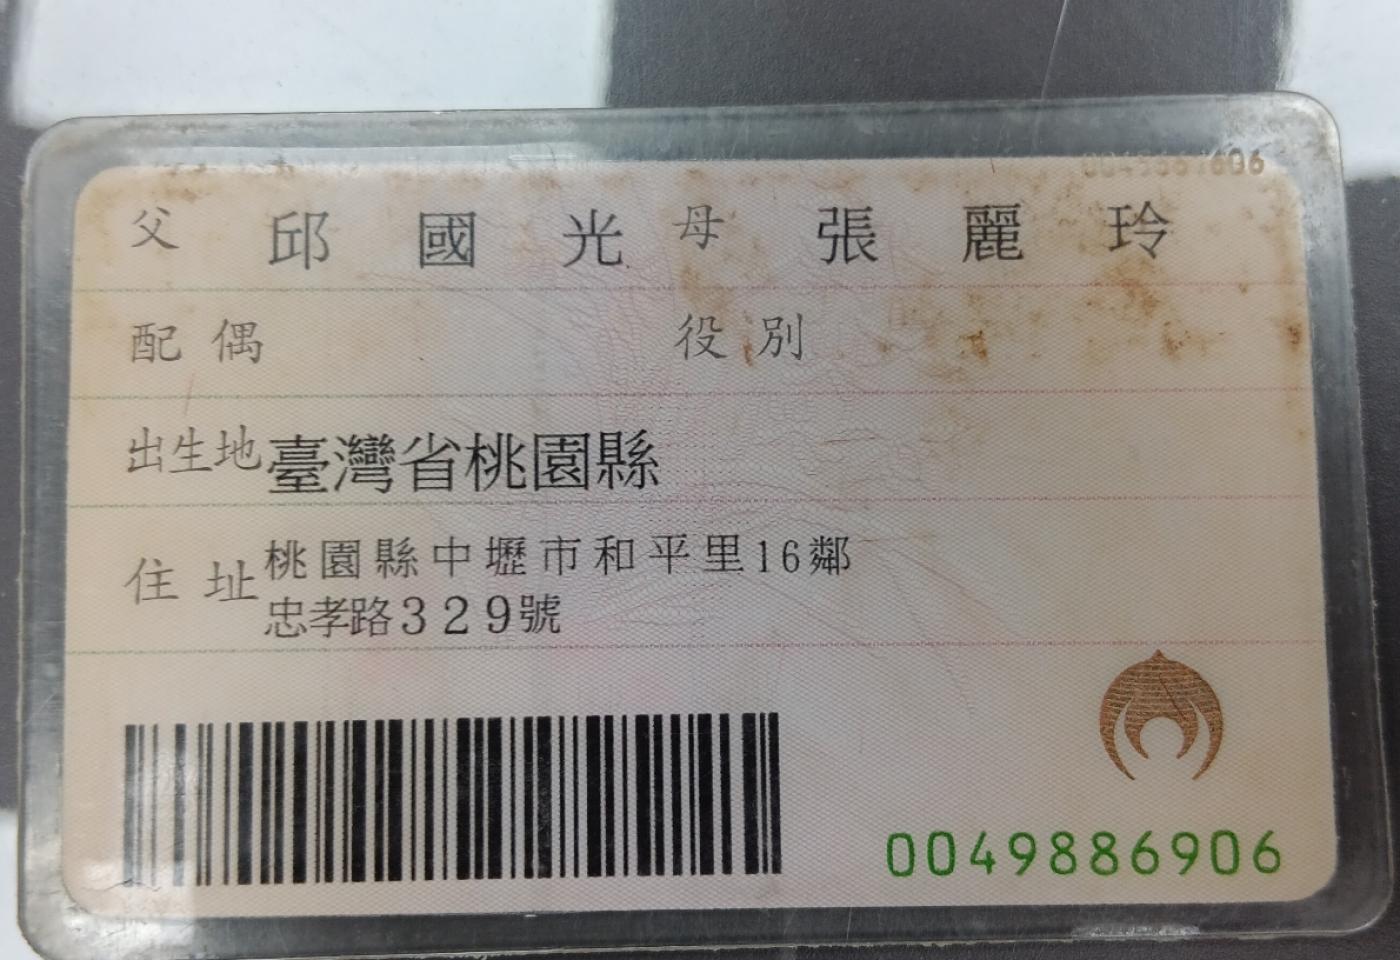 父 邱國光 母 張麗玲
配偶 役別
出生地 臺灣省桃園縣
住址 桃園縣中壢市和平里16鄰
忠孝路329號
0049886906